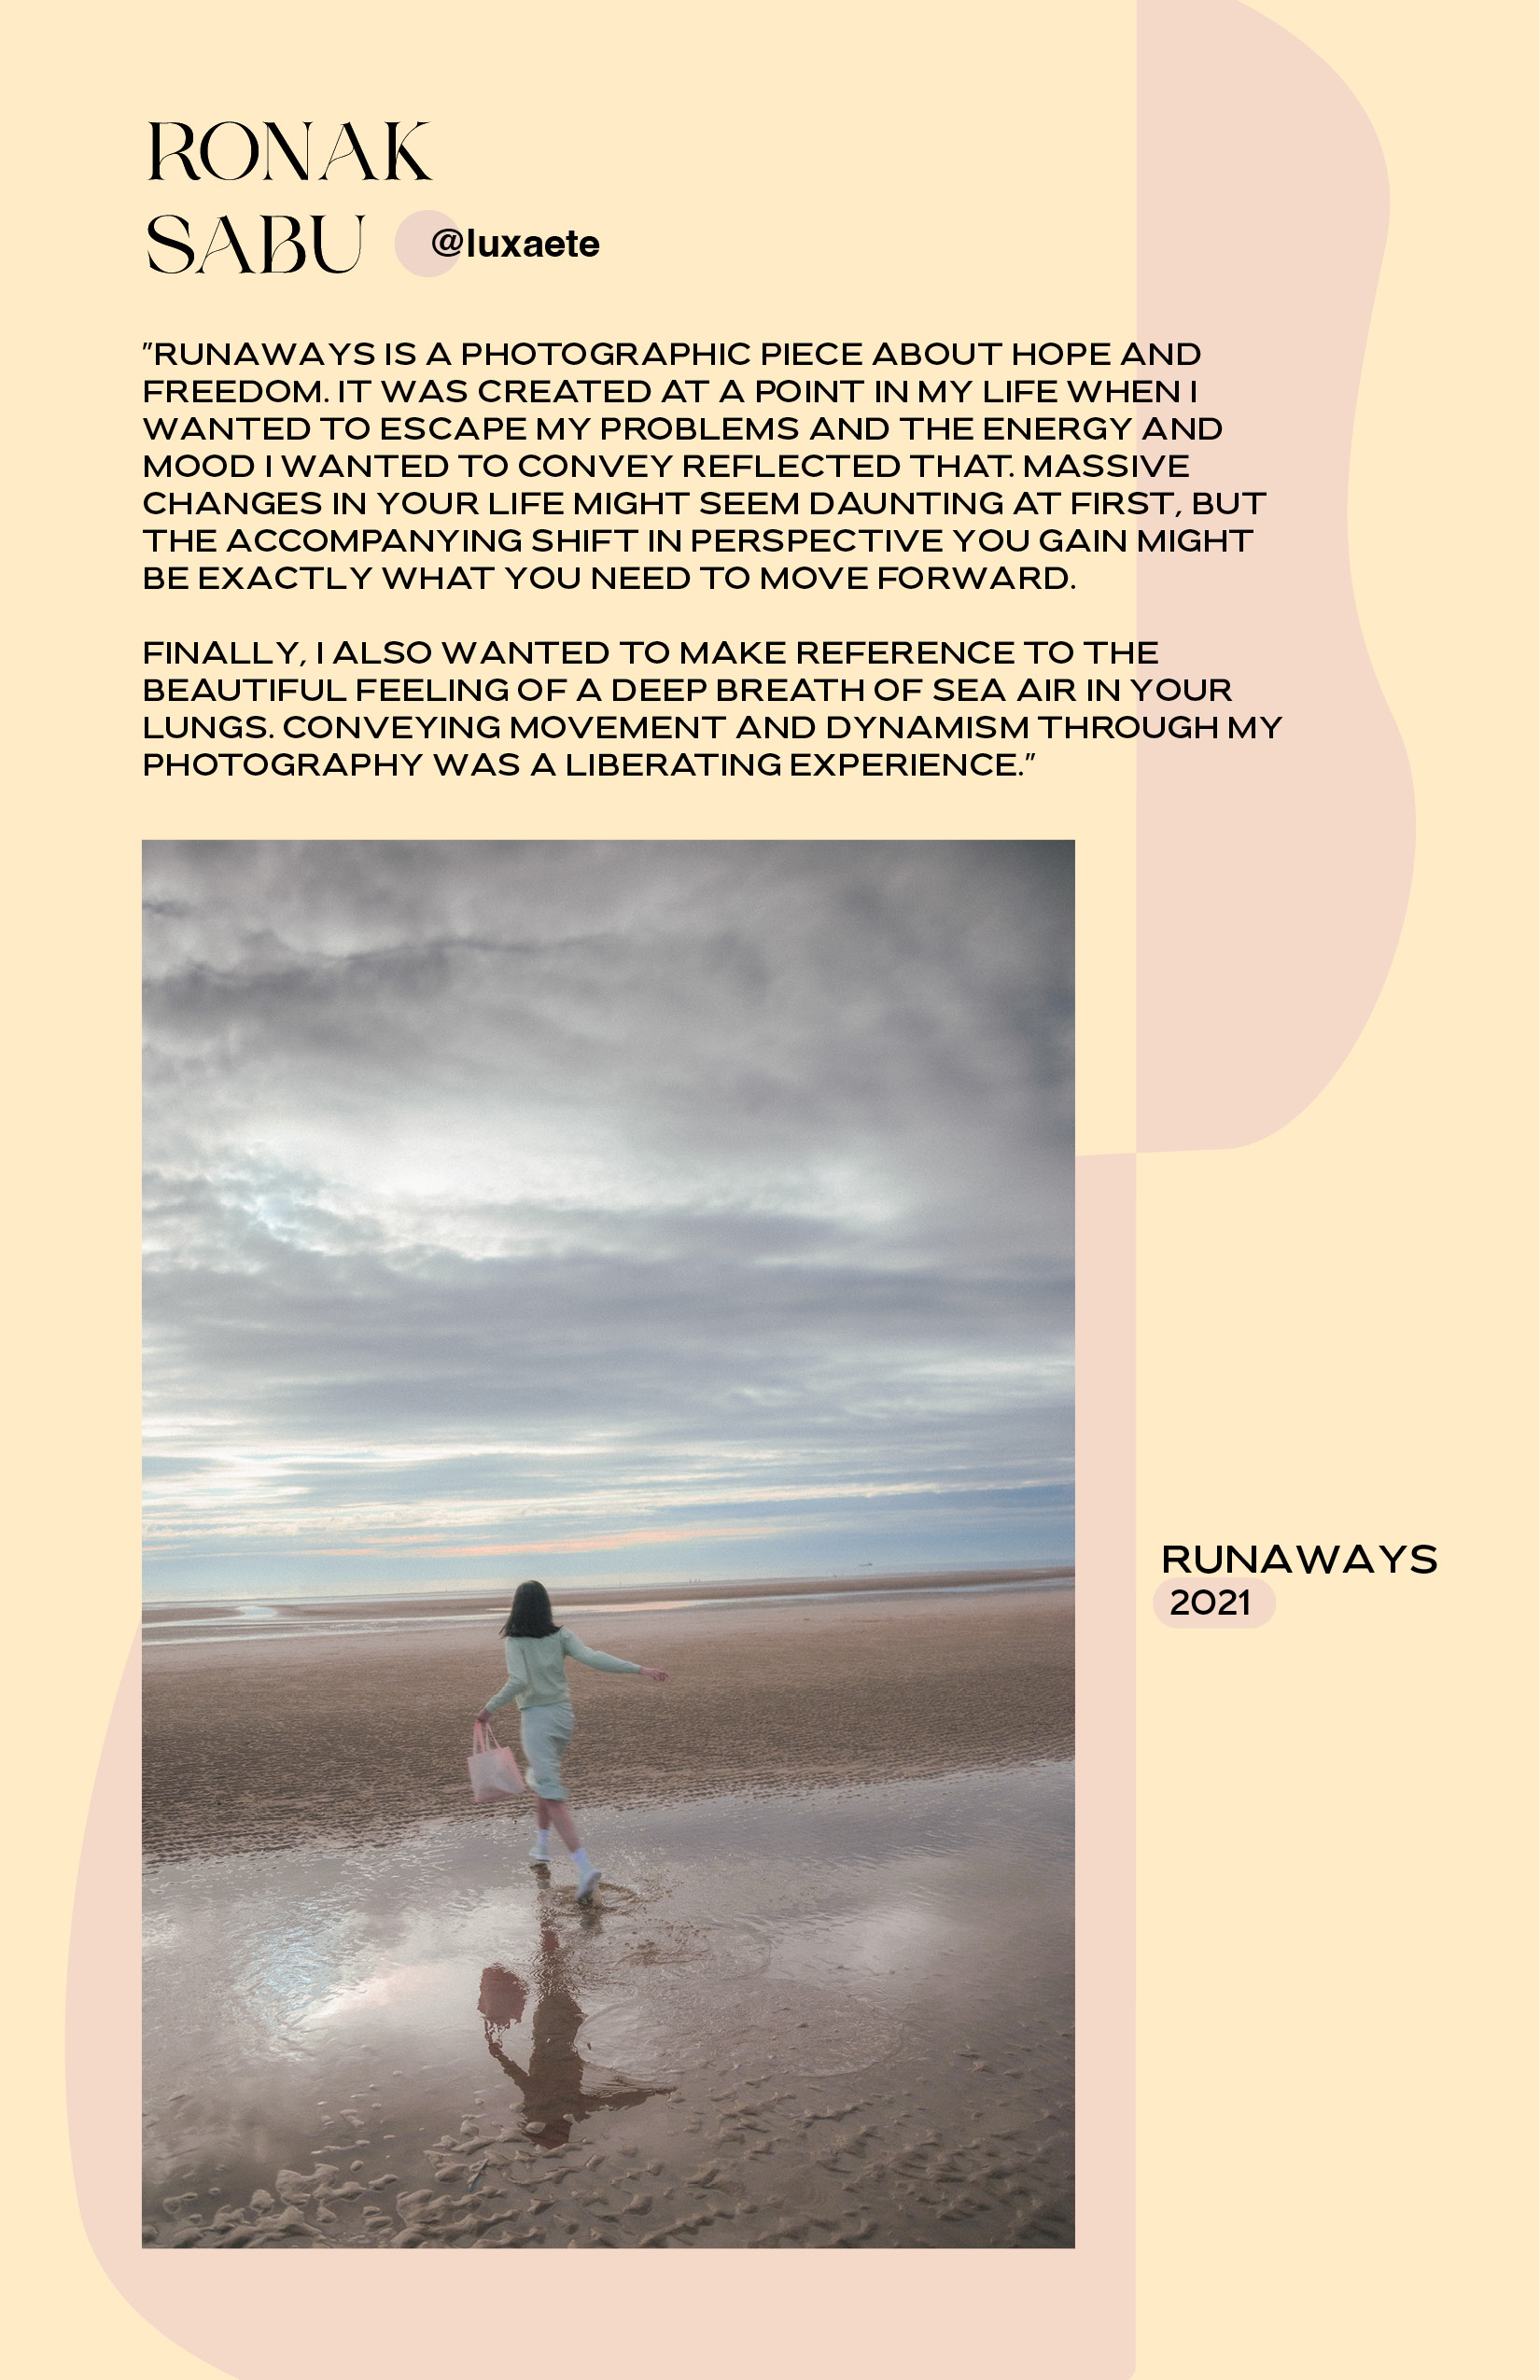 RONAK
SABU
@luxaete
"RUNAWAYS IS A PHOTOGRAPHIC PIECE ABOUT HOPE AND
FREEDOM. IT WAS CREATED AT A POINT IN MY LIFE WHEN I
WANTED TO ESCAPE MY PROBLEMS AND THE ENERGY AND
MOOD I WANTED TO CONVEY REFLECTED THAT. MASSIVE
CHANGES IN YOUR LIFE MIGHT SEEM DAUNTING AT FIRST, BUT
THE ACCOMPANYING SHIFT IN PERSPECTIVE YOU GAIN MIGHT
BE EXACTLY WHAT YOU NEED TO MOVE FORWARD.
FINALLY, I ALSO WANTED TO MAKE REFERENCE TO THE
BEAUTIFUL FEELING OF A DEEP BREATH OF SEA AIR IN YOUR
LUNGS. CONVEYING MOVEMENT AND DYNAMISM THROUGH MY
PHOTOGRAPHY WAS A LIBERATING EXPERIENCE."
RUNAWAYS
2021